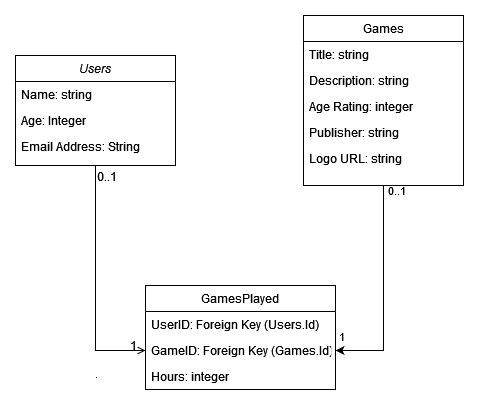 Users
Name: string
Age: Integer
Email Address: String
0..1
Games
Title: string
Description: string
Age Rating: integer
Publisher: string
Logo URL: string
0..1
GamesPlayed
UserID: Foreign Key (Users.Id)
GameID: Foreign Key (Games.Id)
Hours: integer
1
1
.